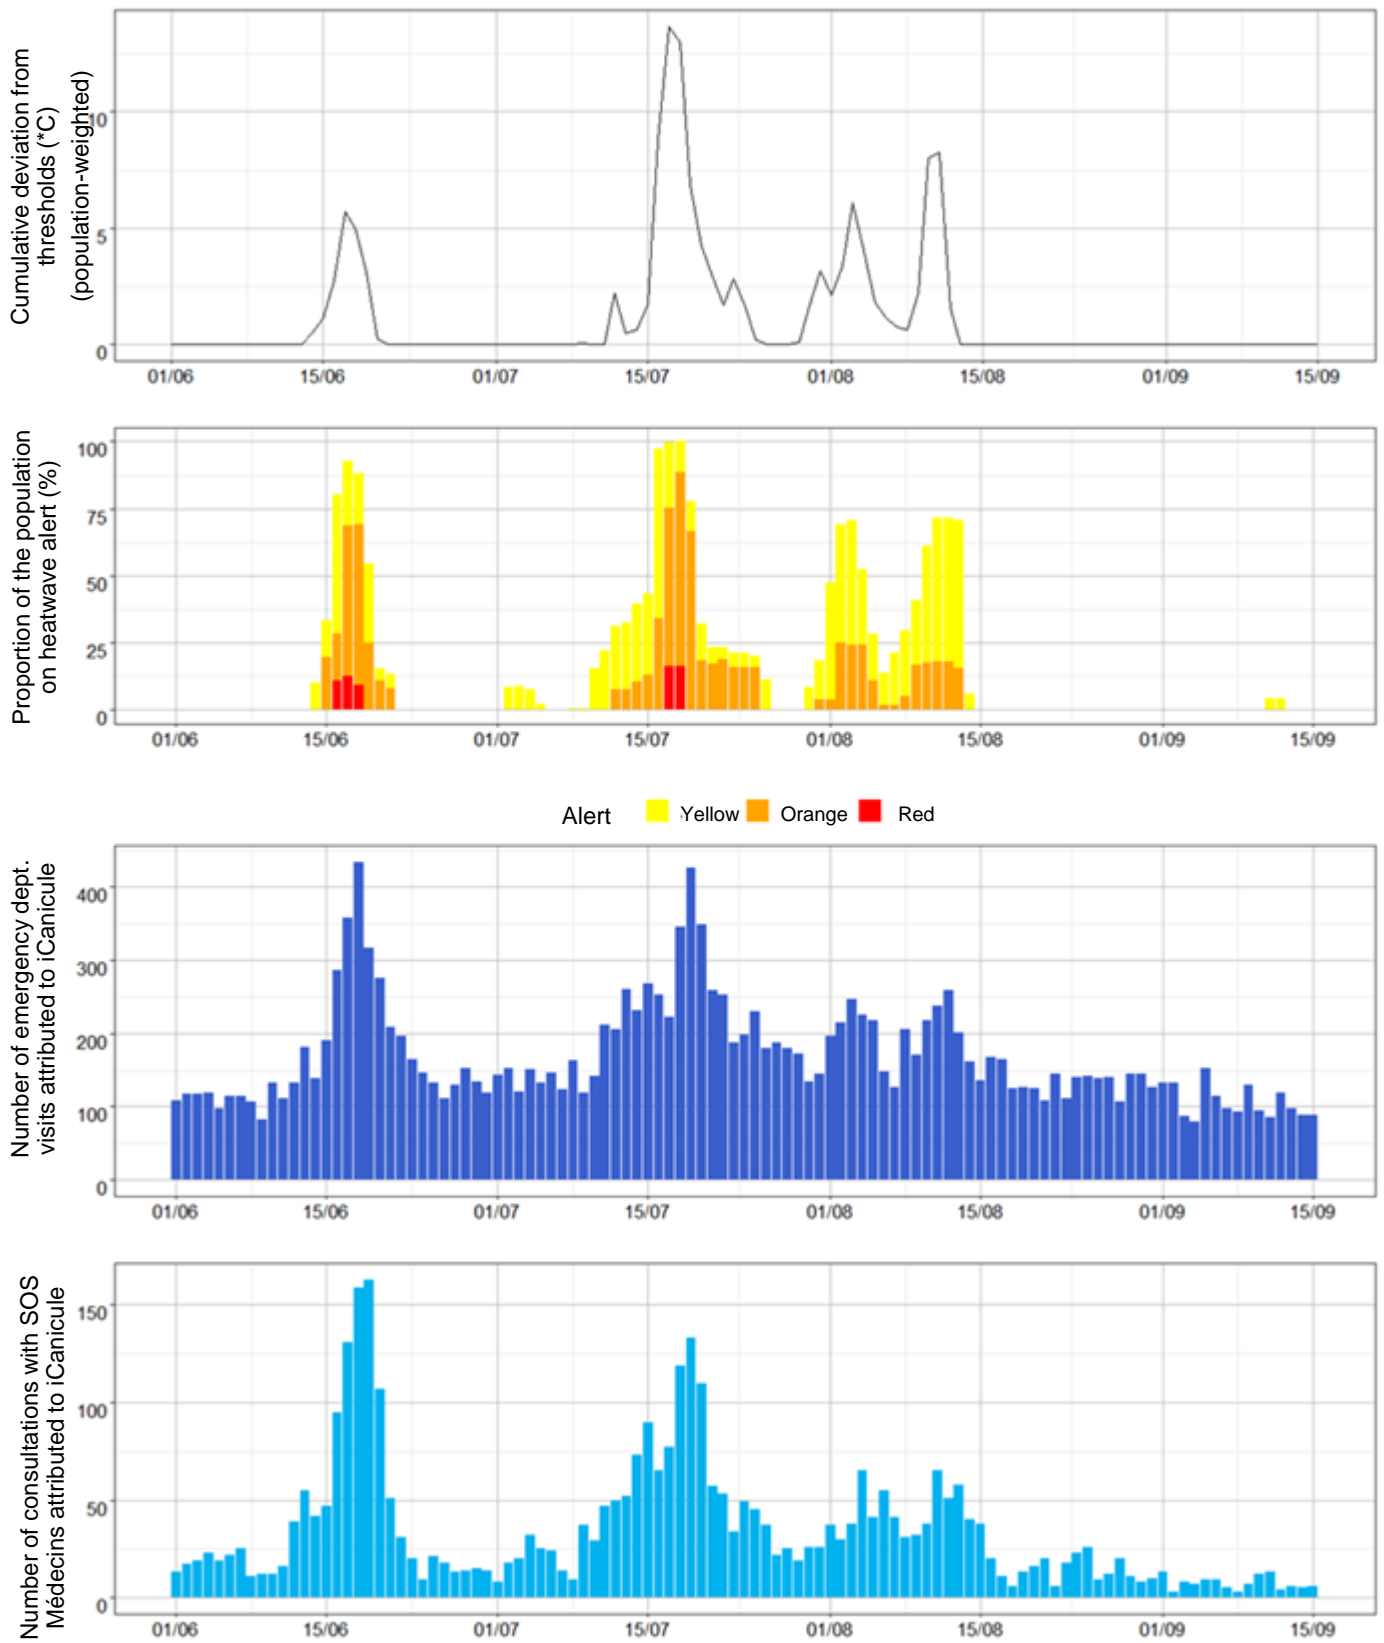 Cumulative deviation from
thresholds (*C)
(population-weighted)
10
5
0
01/06 15/06 01/07 15/07 01/08 15/08 01/09 15/09
Proportion of the population
on heatwave alert (%)
100
75
50
25
0
01/06 15/06 01/07 15/07 01/08 15/08 01/09 15/09
Alert Yellow Orange Red
Number of emergency dept.
visits attributed to iCanicule
400
300
200
100
0
01/06 15/06 01/07 15/07 01/08 15/08 01/09 15/09
Number of consultations with SOS
Médecins attributed to iCanicule
150
100
50
0
01/06 15/06 01/07 15/07 01/08 15/08 01/09 15/09